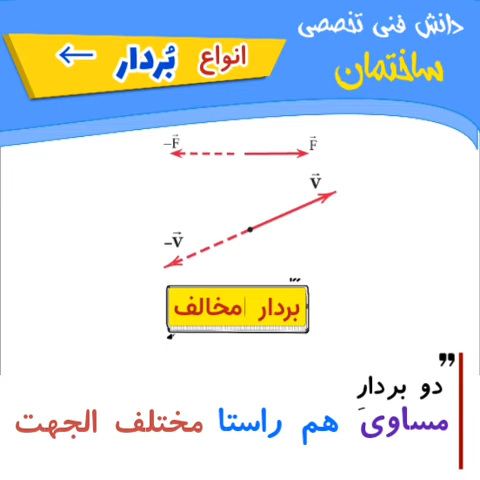 دانش فنی تخصصی
ساختمان
انواع بُردار ←
-F⃗ F⃗
V⃗
-V⃗
بردار مخالف
"
دو بردار
مساوی هم راستا مختلف الجهت